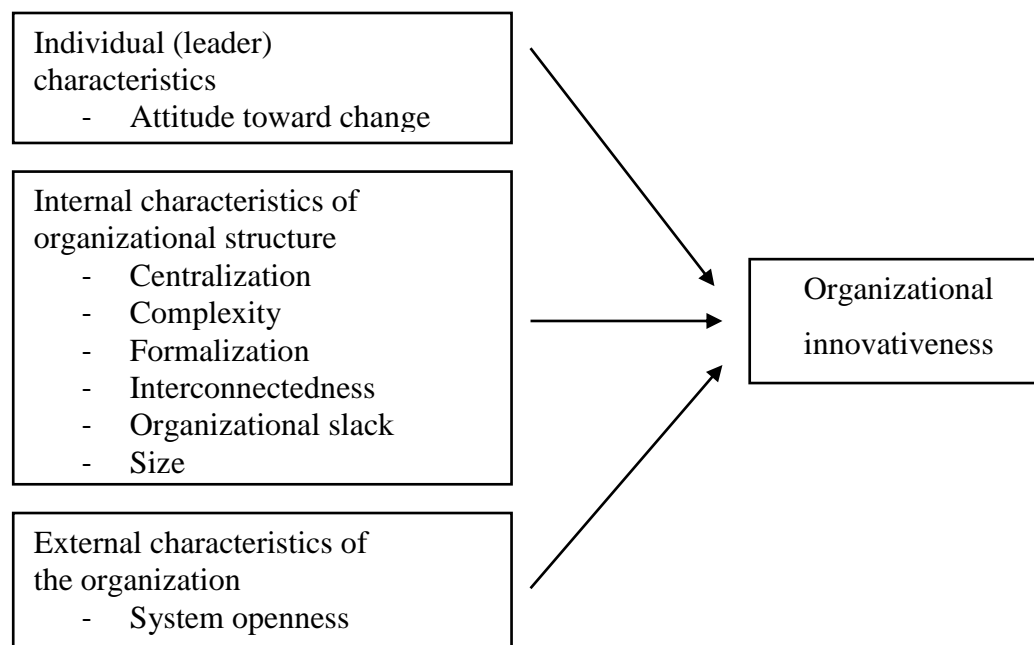 Individual (leader)
characteristics
- Attitude toward change
Internal characteristics of
organizational structure
- Centralization
- Complexity
- Formalization
- Interconnectedness
- Organizational slack
- Size
External characteristics of
the organization
- System openness
Organizational
innovativeness